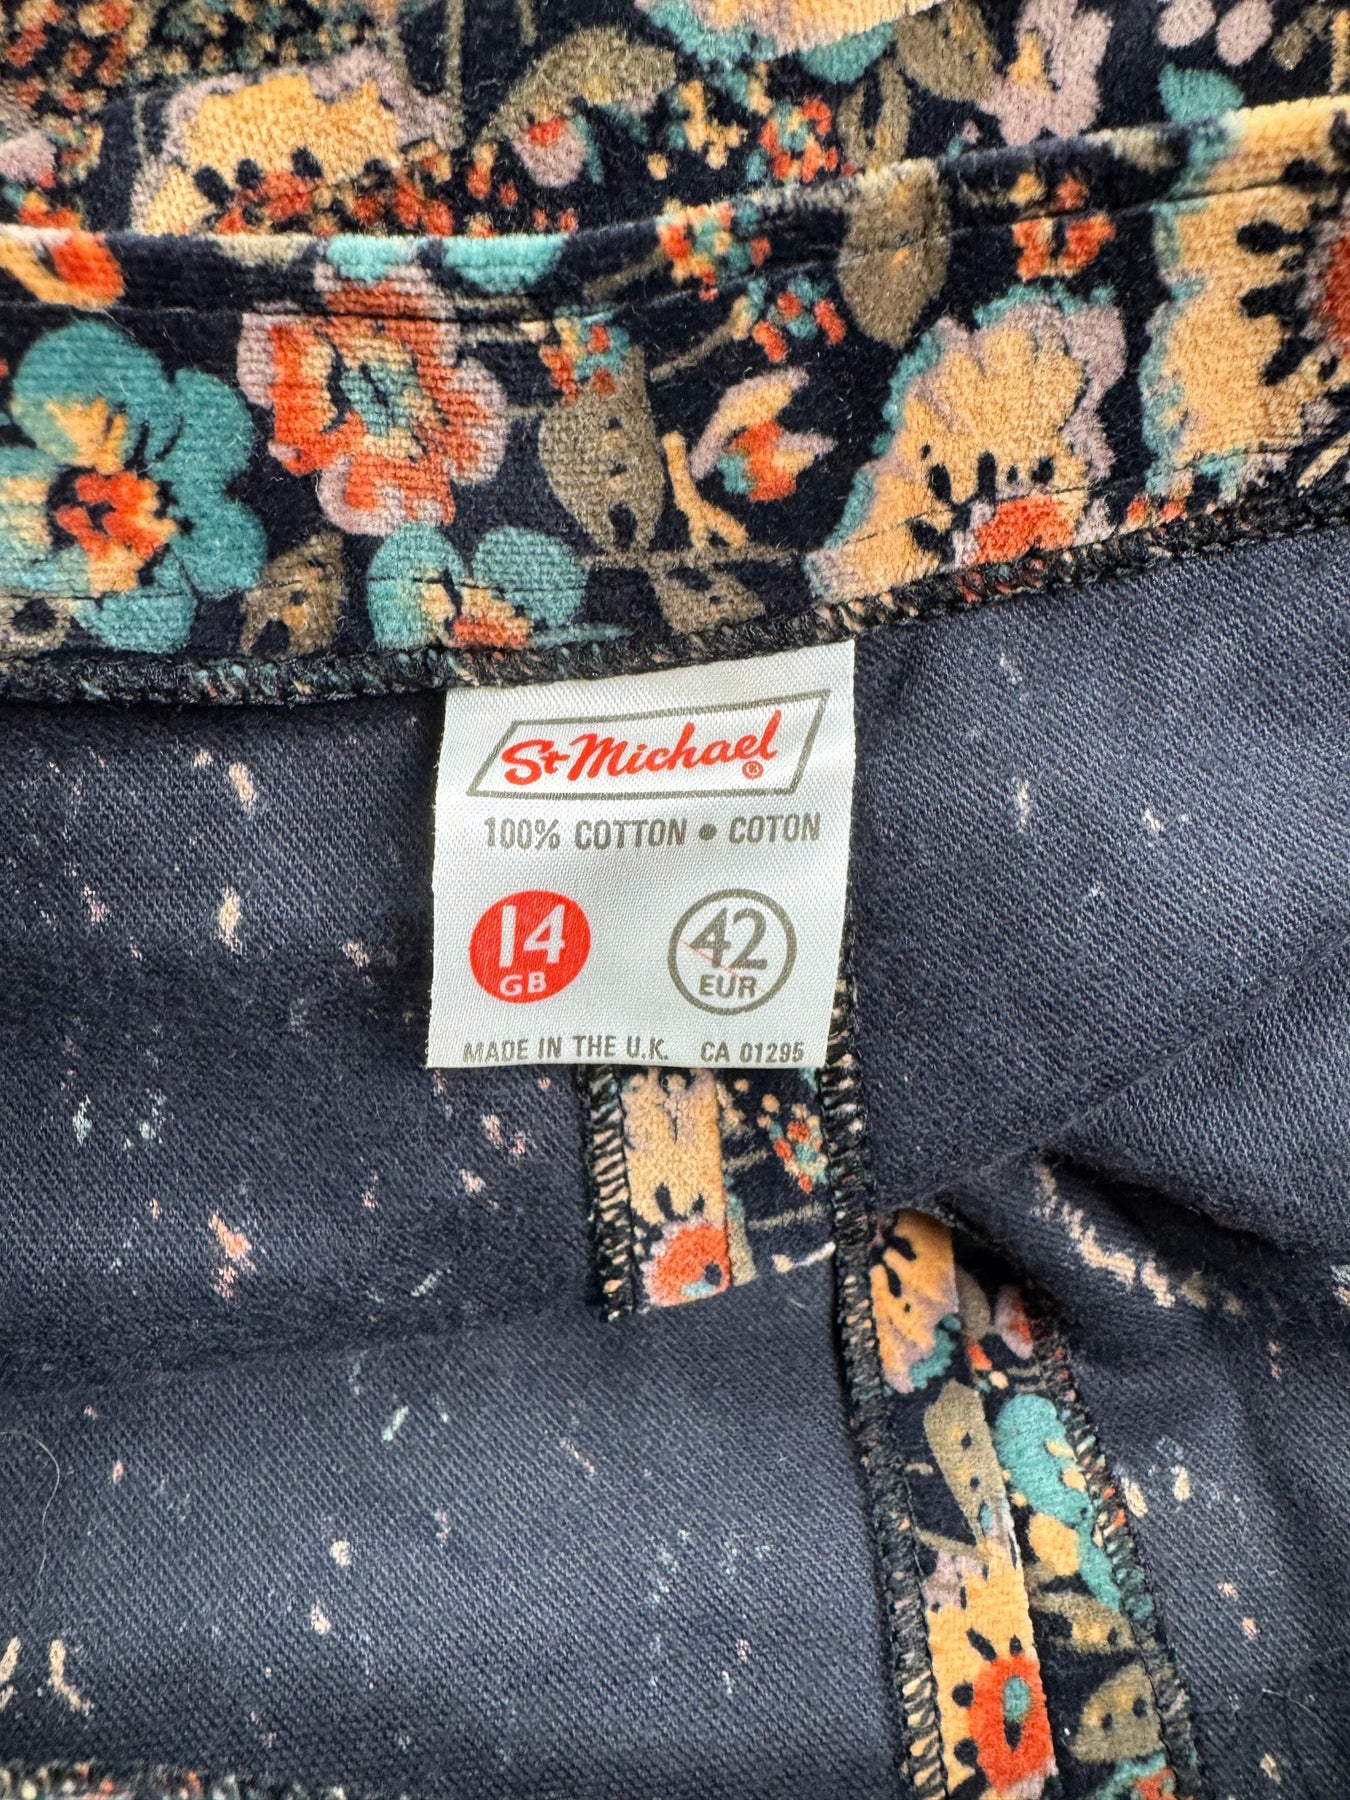 St Michael ®
100% COTTON • COTON
14 42
GB EUR
MADE IN THE U.K. CA 01295